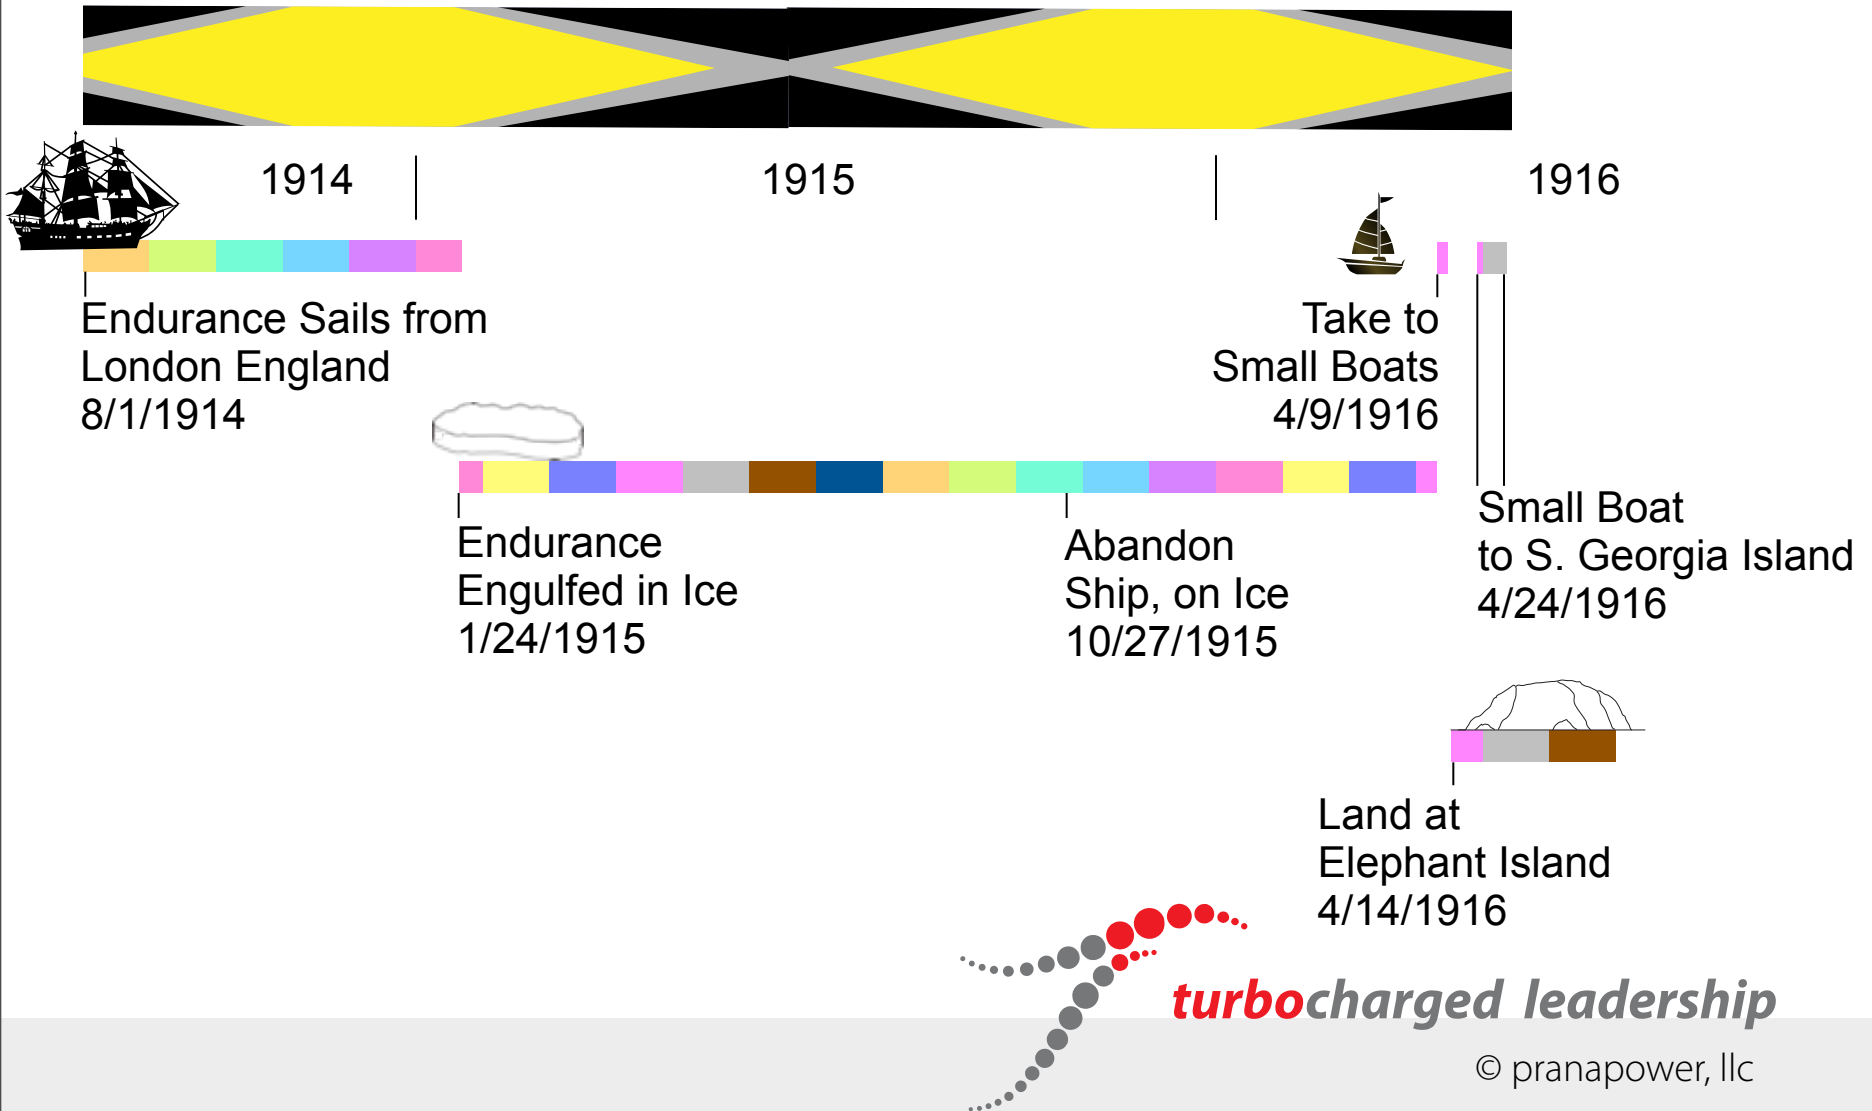 1914
1915
1916
Endurance Sails from
London England
8/1/1914
Take to
Small Boats
4/9/1916
Endurance
Engulfed in Ice
1/24/1915
Abandon
Ship, on Ice
10/27/1915
Small Boat
to S. Georgia Island
4/24/1916
Land at
Elephant Island
4/14/1916
turbocharged leadership
© pranapower, llc